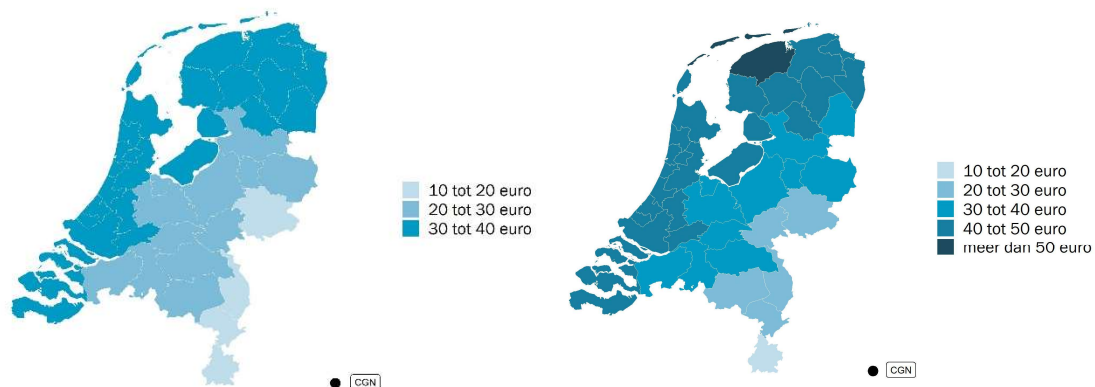 10 tot 20 euro
20 tot 30 euro
30 tot 40 euro
CGN
10 tot 20 euro
20 tot 30 euro
30 tot 40 euro
40 tot 50 euro
meer dan 50 euro
CGN